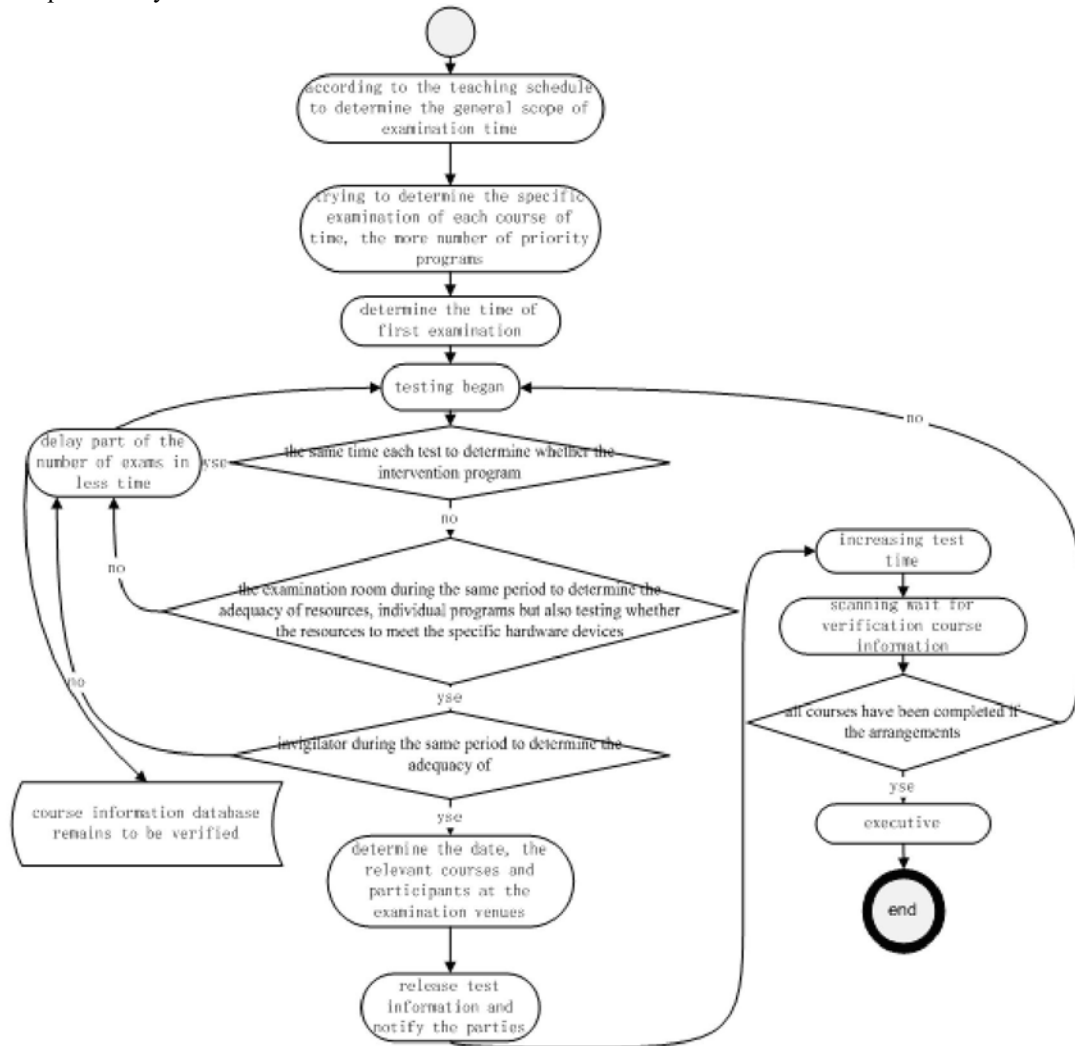 according to the teaching schedule
to determine the general scope of
examination time
trying to determine the specific
examination of each course of
time, the more number of priority
programs
determine the time of
first examination
testing began
no
delay part of the
number of exams in
less time
yse
the same time each test to determine whether the
intervention program
no
increasing test
time
no
the examination room during the same period to determine the
adequacy of resources, individual programs but also testing whether
the resources to meet the specific hardware devices
scanning wait for
verification course
information
no
yse
all courses have been completed if
the arrangements
invigilator during the same period to determine the
adequacy of
yse
course information database
remains to be verified
yse
executive
determine the date, the
relevant courses and
participants at the
examination venues
end
release test
information and
notify the parties